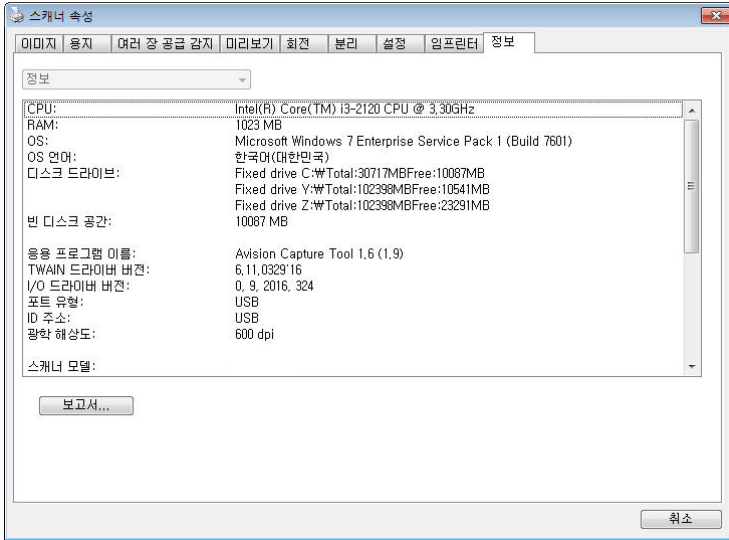 스캐너 속성
이미지 용지 여러 장 공급 감지 미리보기 회전 분리 설정 임프린터 정보
정보
CPU: Intel(R) Core(TM) i3-2120 CPU @ 3.30GHz
RAM: 1023 MB
OS: Microsoft Windows 7 Enterprise Service Pack 1 (Build 7601)
OS 언어: 한국어(대한민국)
디스크 드라이브: Fixed drive C:₩Total:30717MBFree:10087MB
Fixed drive Y:₩Total:102398MBFree:10541MB
Fixed drive Z:₩Total:102398MBFree:23291MB
빈 디스크 공간: 10087 MB
응용 프로그램 이름: Avision Capture Tool 1.6 (1.9)
TWAIN 드라이버 버전: 6.11.0329'16
I/O 드라이버 버전: 0, 9, 2016, 324
포트 유형: USB
ID 주소: USB
광학 해상도: 600 dpi
스캐너 모델:
보고서...
취소